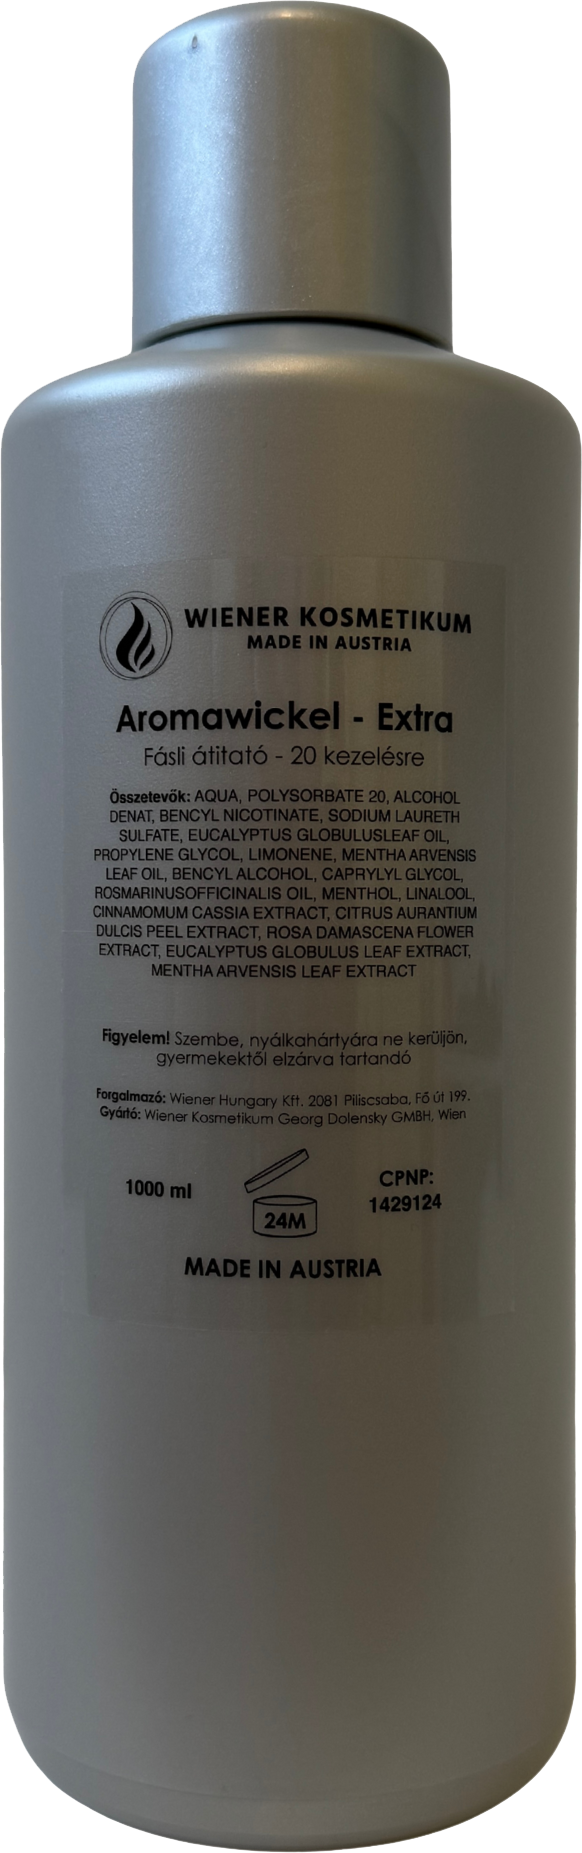 WIENER KOSMETIKUM
MADE IN AUSTRIA
Aromawickel - Extra
Fásli átitató - 20 kezelésre
Összetevők: AQUA, POLYSORBATE 20, ALCOHOL
DENAT, BENCYL NICOTINATE, SODIUM LAURETH
SULFATE, EUCALYPTUS GLOBULUSLEAF OIL,
PROPYLENE GLYCOL, LIMONENE, MENTHA ARVENSIS
LEAF OIL, BENCYL ALCOHOL, CAPRYLYL GLYCOL,
ROSMARINUSOFFICINALIS OIL, MENTHOL, LINALOOL,
CINNAMOMUM CASSIA EXTRACT, CITRUS AURANTIUM
DULCIS PEEL EXTRACT, ROSA DAMASCENA FLOWER
EXTRACT, EUCALYPTUS GLOBULUS LEAF EXTRACT,
MENTHA ARVENSIS LEAF EXTRACT
Figyelem! Szembe, nyálkahártyára ne kerüljön,
gyermekektől elzárva tartandó
Forgalmazó: Wiener Hungary Kft. 2081 Piliscsaba, Fő út 199.
Gyártó: Wiener Kosmetikum Georg Dolensky GMBH, Wien
1000 ml
24M
CPNP:
1429124
MADE IN AUSTRIA